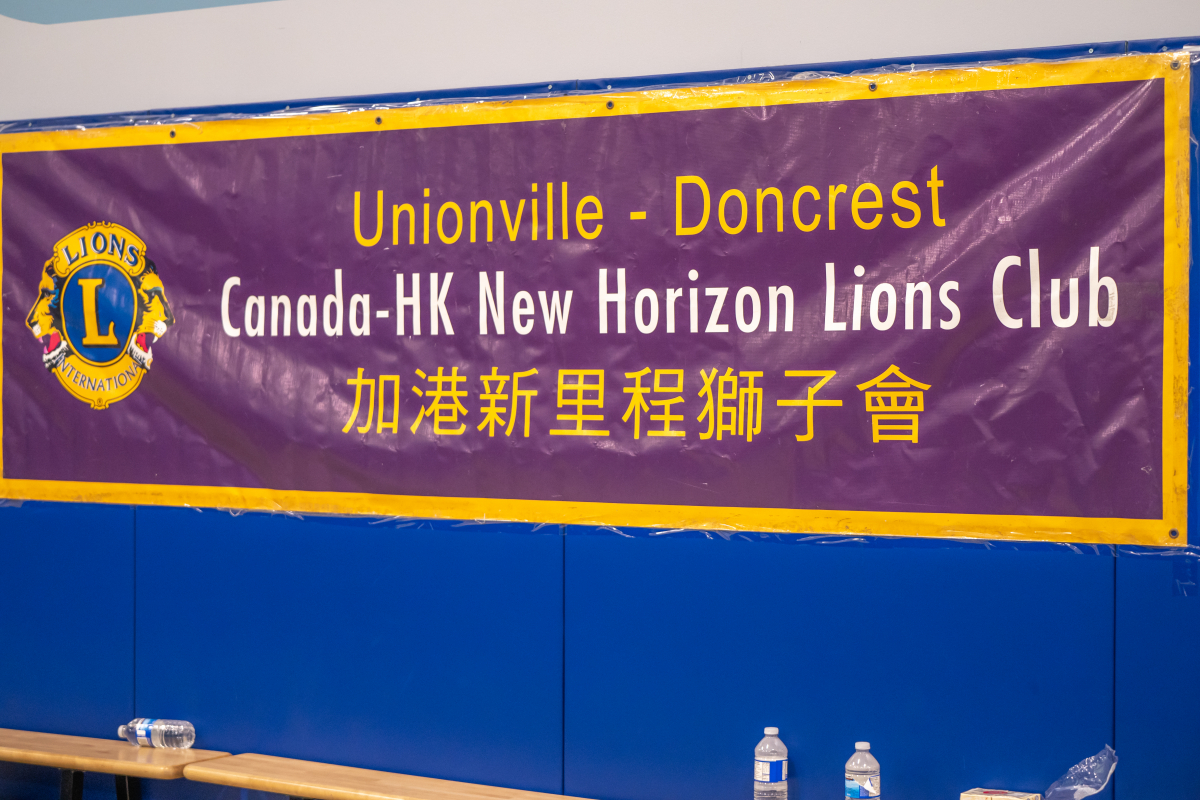 Unionville - Doncrest
Canada-HK New Horizon Lions Club
加港新里程獅子會
LIONS
L
INTERNATIONAL